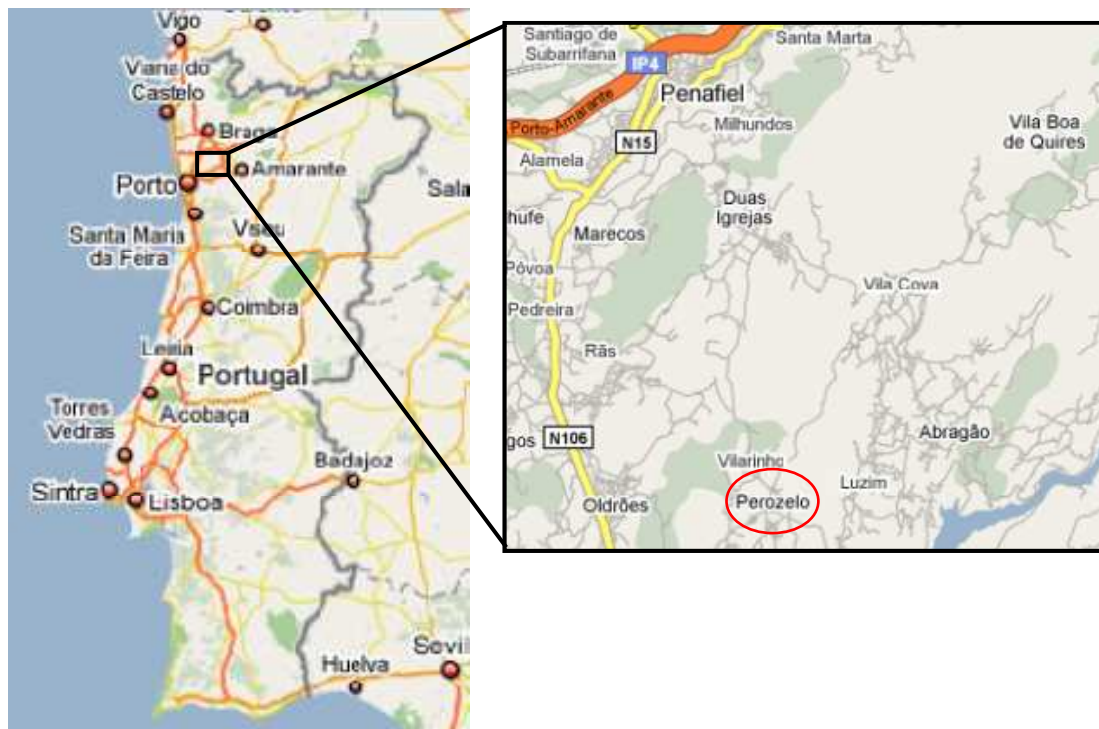 Vigo
Viana do
Castelo
Braga
Amarante
Porto
Sala
Santa Maria
da Feira
Viseu
Coimbra
Leiria
Portugal
Acobaça
Torres
Vedras
Badajoz
Sintra
Lisboa
Sevi
Huelva
Santiago de
Subarrifana
Santa Marta
IP4
Penafiel
Porto-Amarante
Milhundos
N15
Vila Boa
de Quires
Alamela
Duas
Igrejas
hufe
Marecos
Póvoa
Vila Cova
Pedreira
Rãs
gos
N106
Abragão
Vilarinho
Luzim
Oldrões
Perozelo